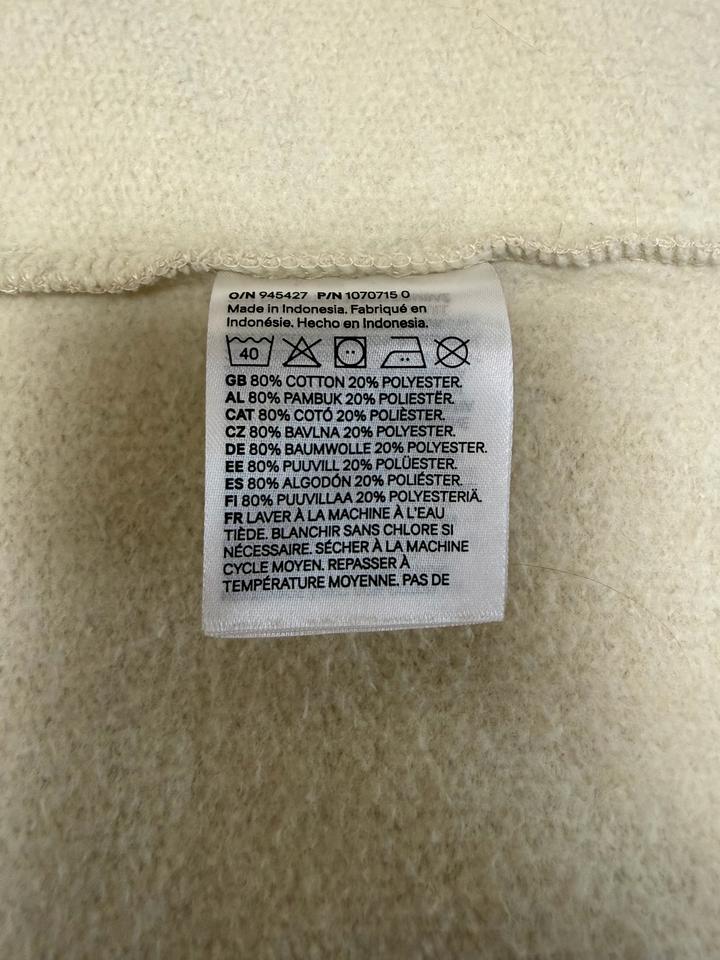 O/N 945427 P/N 1070715 0
Made in Indonesia. Fabriqué en
Indonésie. Hecho en Indonesia.
40
GB 80% COTTON 20% POLYESTER.
AL 80% PAMBUK 20% POLIESTËR.
CAT 80% COTÓ 20% POLIÈSTER.
CZ 80% BAVLNA 20% POLYESTER.
DE 80% BAUMWOLLE 20% POLYESTER.
EE 80% PUUVILL 20% POLÜESTER.
ES 80% ALGODÓN 20% POLIÉSTER.
FI 80% PUUVILLAA 20% POLYESTERIÄ.
FR LAVER À LA MACHINE À L'EAU
TIÈDE. BLANCHIR SANS CHLORE SI
NÉCESSAIRE. SÉCHER À LA MACHINE
CYCLE MOYEN. REPASSER À
TEMPÉRATURE MOYENNE. PAS DE